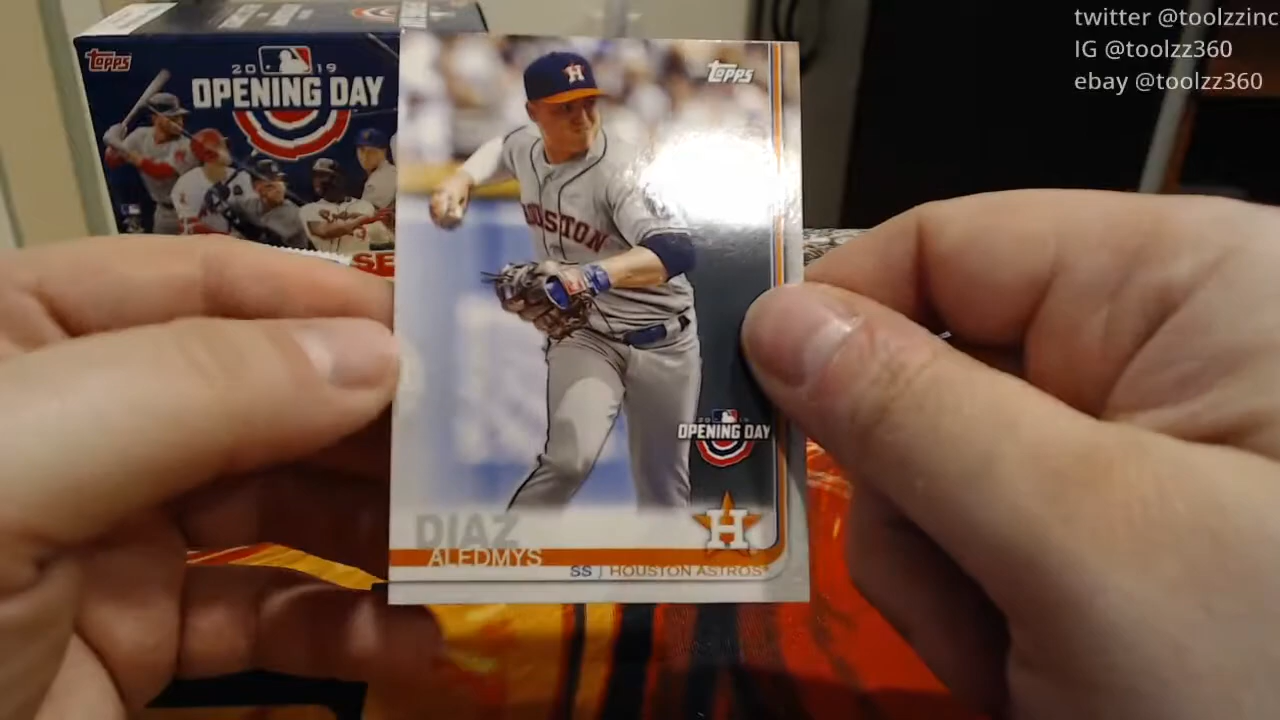 twitter @toolzzinc
IG @toolzz360
ebay @toolzz360
Topps
2019
OPENING DAY
SE
Topps
H
HOUSTON
OPENING DAY
H
DIAZ
ALEDMYS
SS | HOUSTON ASTROS